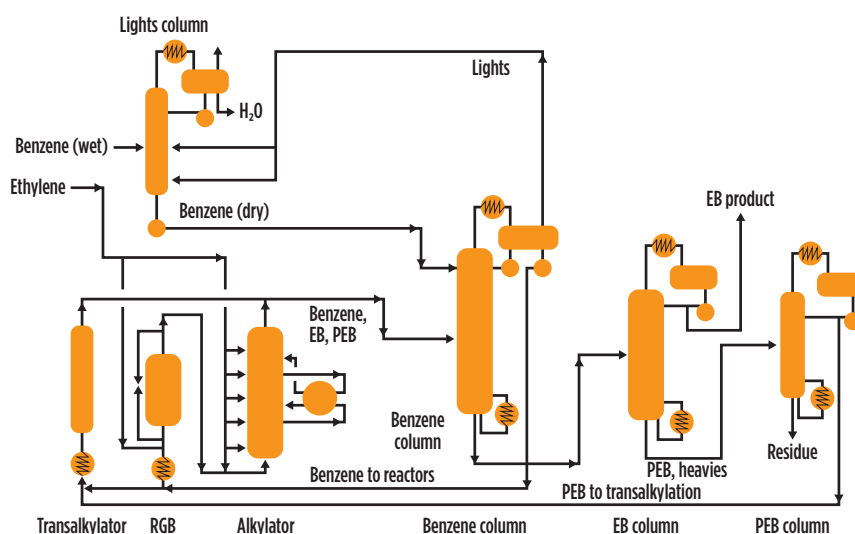 Lights column
Lights
H₂O
Benzene (wet)
Ethylene
Benzene (dry)
EB product
Benzene,
EB, PEB
Benzene
column
Residue
PEB, heavies
Benzene to reactors
PEB to transalkylation
Transalkylator
RGB
Alkylator
Benzene column
EB column
PEB column